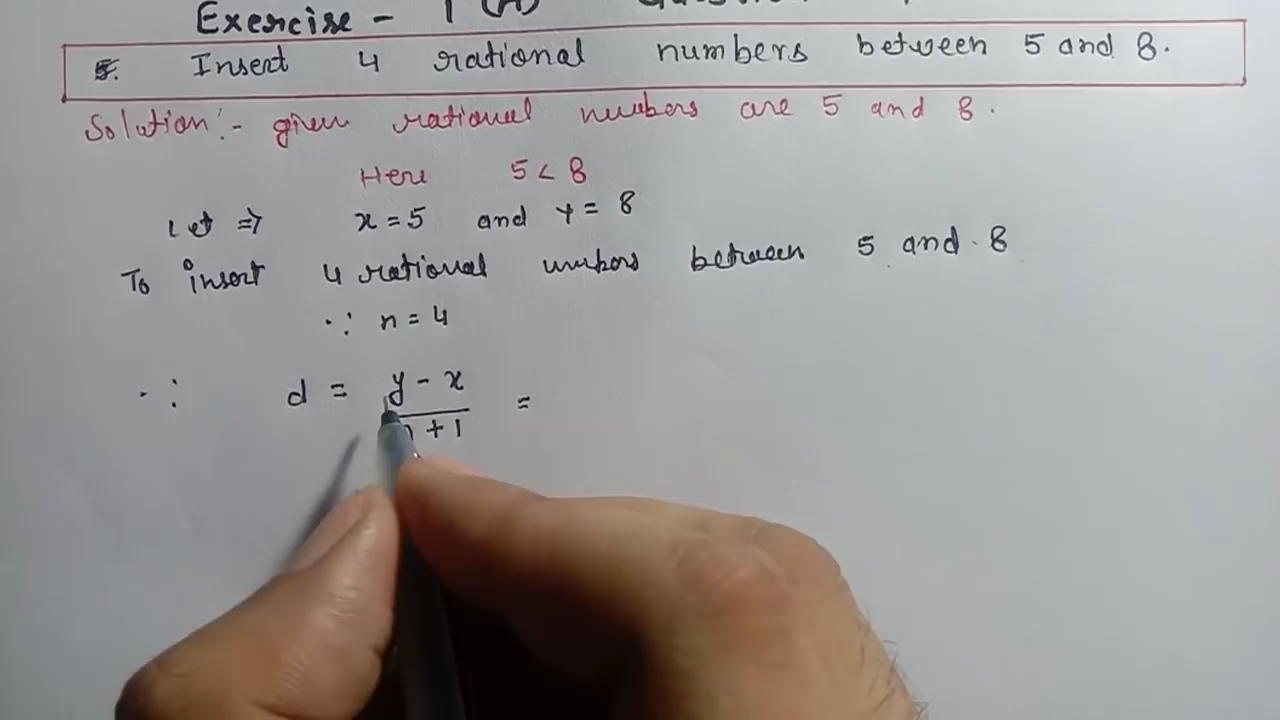 Exercise - 1 (A)
5. Insert 4 rational numbers between 5 and 8.
Solution:- given rational numbers are 5 and 8.
Here 5 < 8
Let ⇒ x = 5 and y = 8
To insert 4 rational numbers between 5 and 8
∵ n = 4
∵ d = y - x =
n + 1